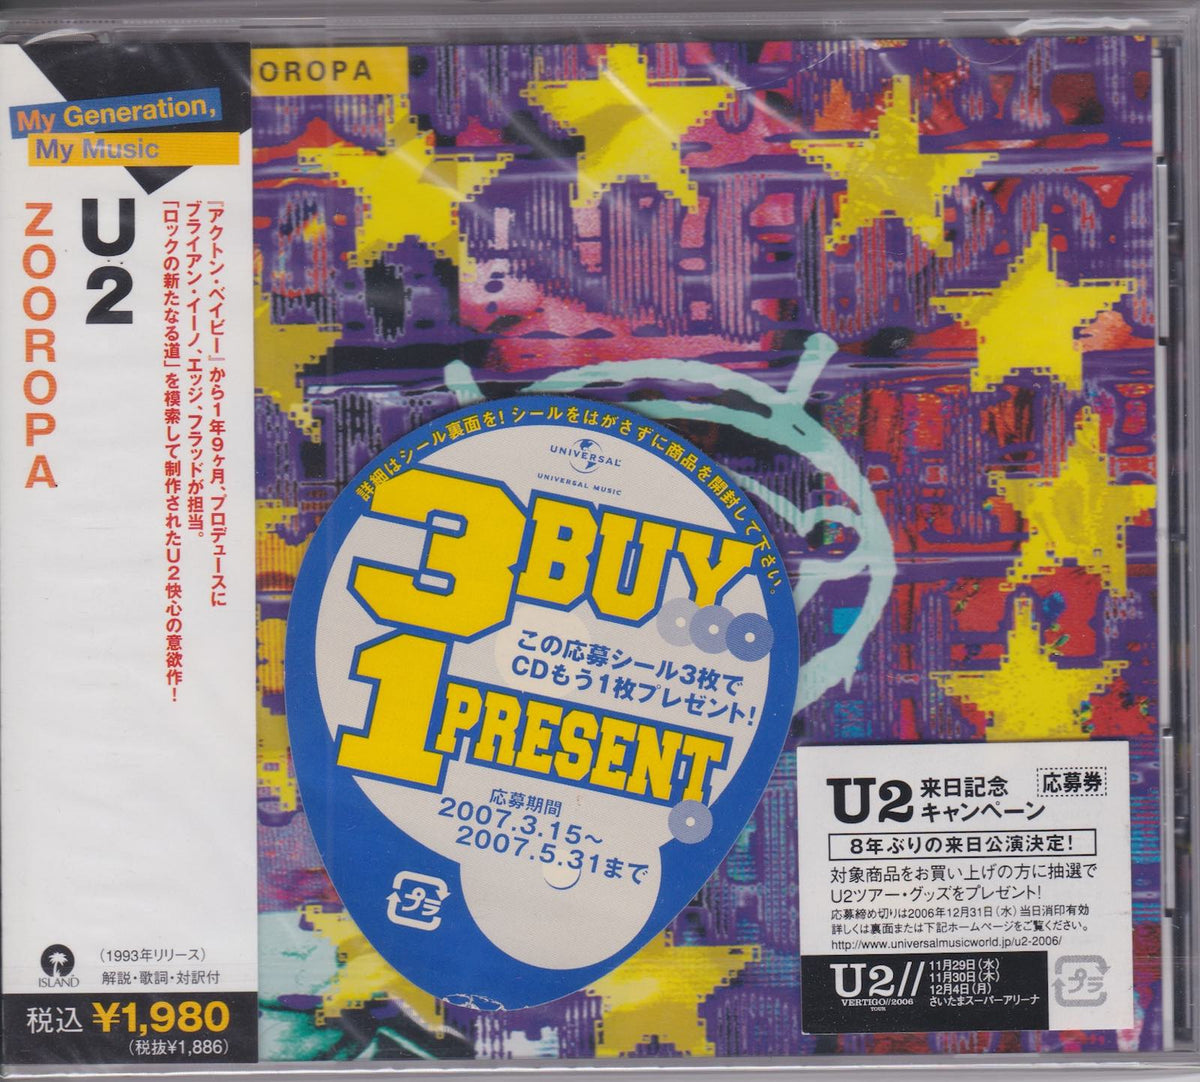 My Generation,
My Music
U2
ZOOROPA
『アクトン・ベイビー』から1年9ヶ月、プロデュースに
ブライアン・イーノ、エッジ、フラッドが担当。
「ロックの新たなる道」を模索して制作されたU2快心の意欲作！
ISLAND
(1993年リリース)
解説・歌詞・対訳付
税込 ¥1,980
(税抜¥1,886)
OROPA
詳細はシール裏面を！シールをはがさずに商品を開封して下さい。
UNIVERSAL
UNIVERSAL MUSIC
3BUY
この応募シール3枚で
CDもう1枚プレゼント！
1PRESENT
応募期間
2007.3.15～
2007.5.31まで
プラ
U2 来日記念
キャンペーン
応募券
8年ぶりの来日公演決定！
対象商品をお買い上げの方に抽選で
U2ツアー・グッズをプレゼント！
応募締め切りは2006年12月31日（水）当日消印有効
詳しくは裏面または下記ホームページをご覧ください。
http://www.universalmusicworld.jp/u2-2006/
U2//
VERTIGO//2006
TOUR
11月29日（水）
11月30日（木）
12月4日（月）
さいたまスーパーアリーナ
プラ